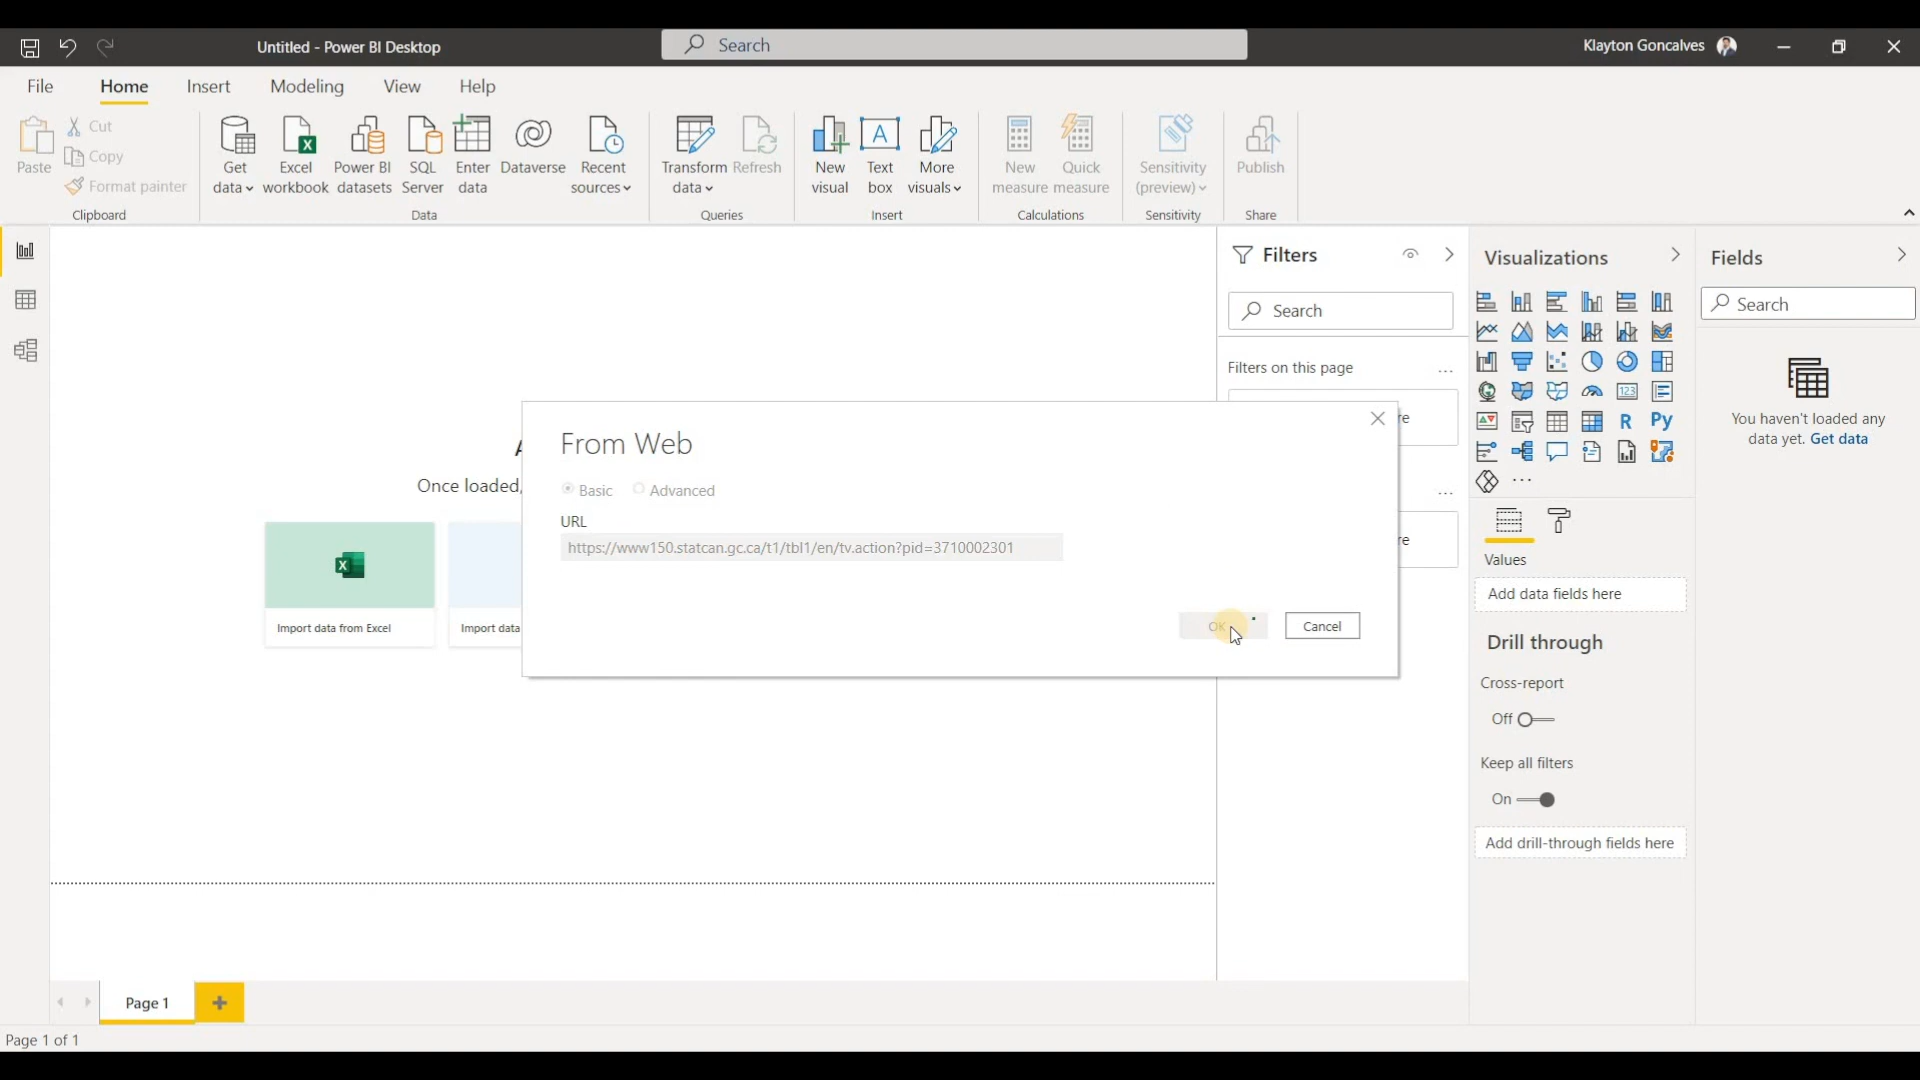 Untitled - Power BI Desktop
Search
Klayton Goncalves
File Home Insert Modeling View Help
Paste
Cut
Copy
Format painter
Clipboard
Get data
Excel workbook
Power BI datasets
SQL Server
Enter data
Dataverse
Recent sources
Data
Transform data
Refresh
Queries
New visual
Text box
More visuals
Insert
New measure
Quick measure
Calculations
Sensitivity (preview)
Sensitivity
Publish
Share
Once loaded,
Import data from Excel
Import data
From Web
Basic Advanced
URL
https://www150.statcan.gc.ca/t1/tbl1/en/tv.action?pid=3710002301
OK
Cancel
Filters
Search
Filters on this page
re
re
Visualizations
123
R
Py
Values
Add data fields here
Drill through
Cross-report
Off
Keep all filters
On
Add drill-through fields here
Fields
Search
You haven't loaded any
data yet. Get data
Page 1
Page 1 of 1